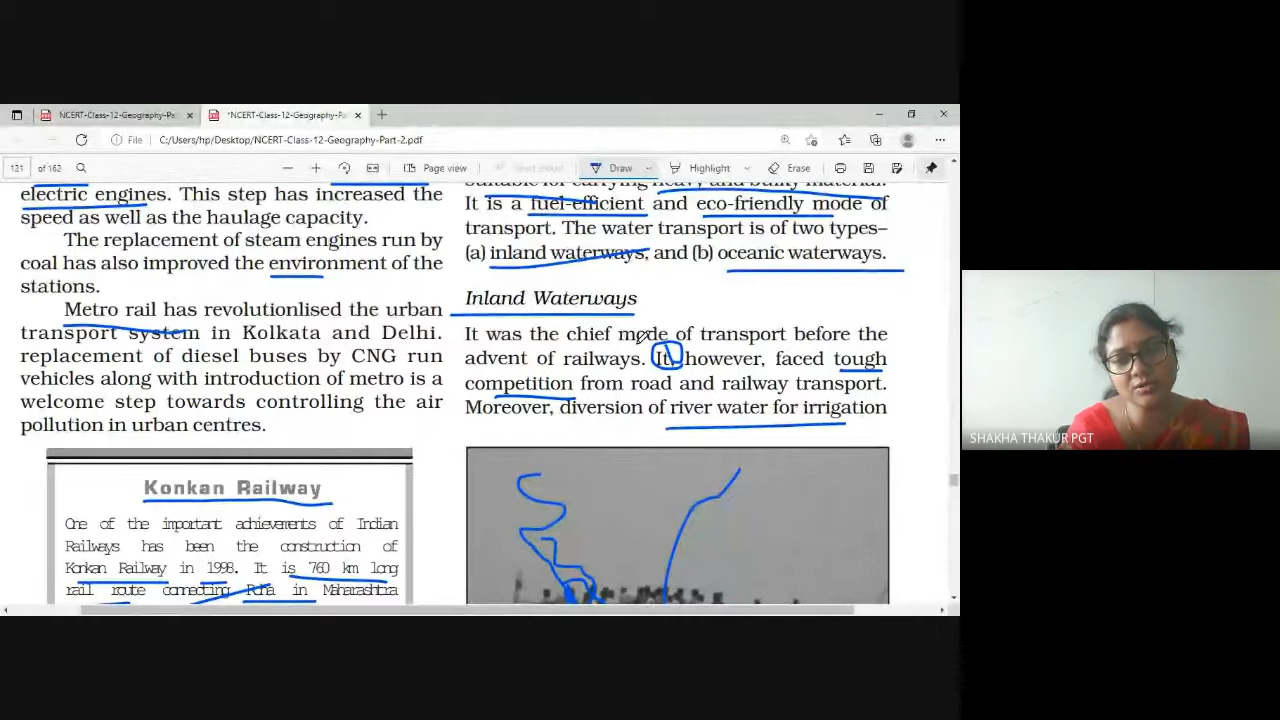 NCERT-Class-12-Geography-Pa
*NCERT-Class-12-Geography-Pa
File
C:/Users/hp/Desktop/NCERT-Class-12-Geography-Part-2.pdf
121 of 162
Page view
Draw
Highlight
Erase
electric engines. This step has increased the
speed as well as the haulage capacity.
The replacement of steam engines run by
coal has also improved the environment of the
stations.
Metro rail has revolutionlised the urban
transport system in Kolkata and Delhi.
replacement of diesel buses by CNG run
vehicles along with introduction of metro is a
welcome step towards controlling the air
pollution in urban centres.
Konkan Railway
One of the important achievements of Indian
Railways has been the construction of
Konkan Railway in 1998. It is 760 km long
rail route connecting Roha in Maharashtra
suitable for carrying heavy and bulky material.
It is a fuel-efficient and eco-friendly mode of
transport. The water transport is of two types–
(a) inland waterways, and (b) oceanic waterways.
Inland Waterways
It was the chief mode of transport before the
advent of railways. It, however, faced tough
competition from road and railway transport.
Moreover, diversion of river water for irrigation
SHAKHA THAKUR PGT